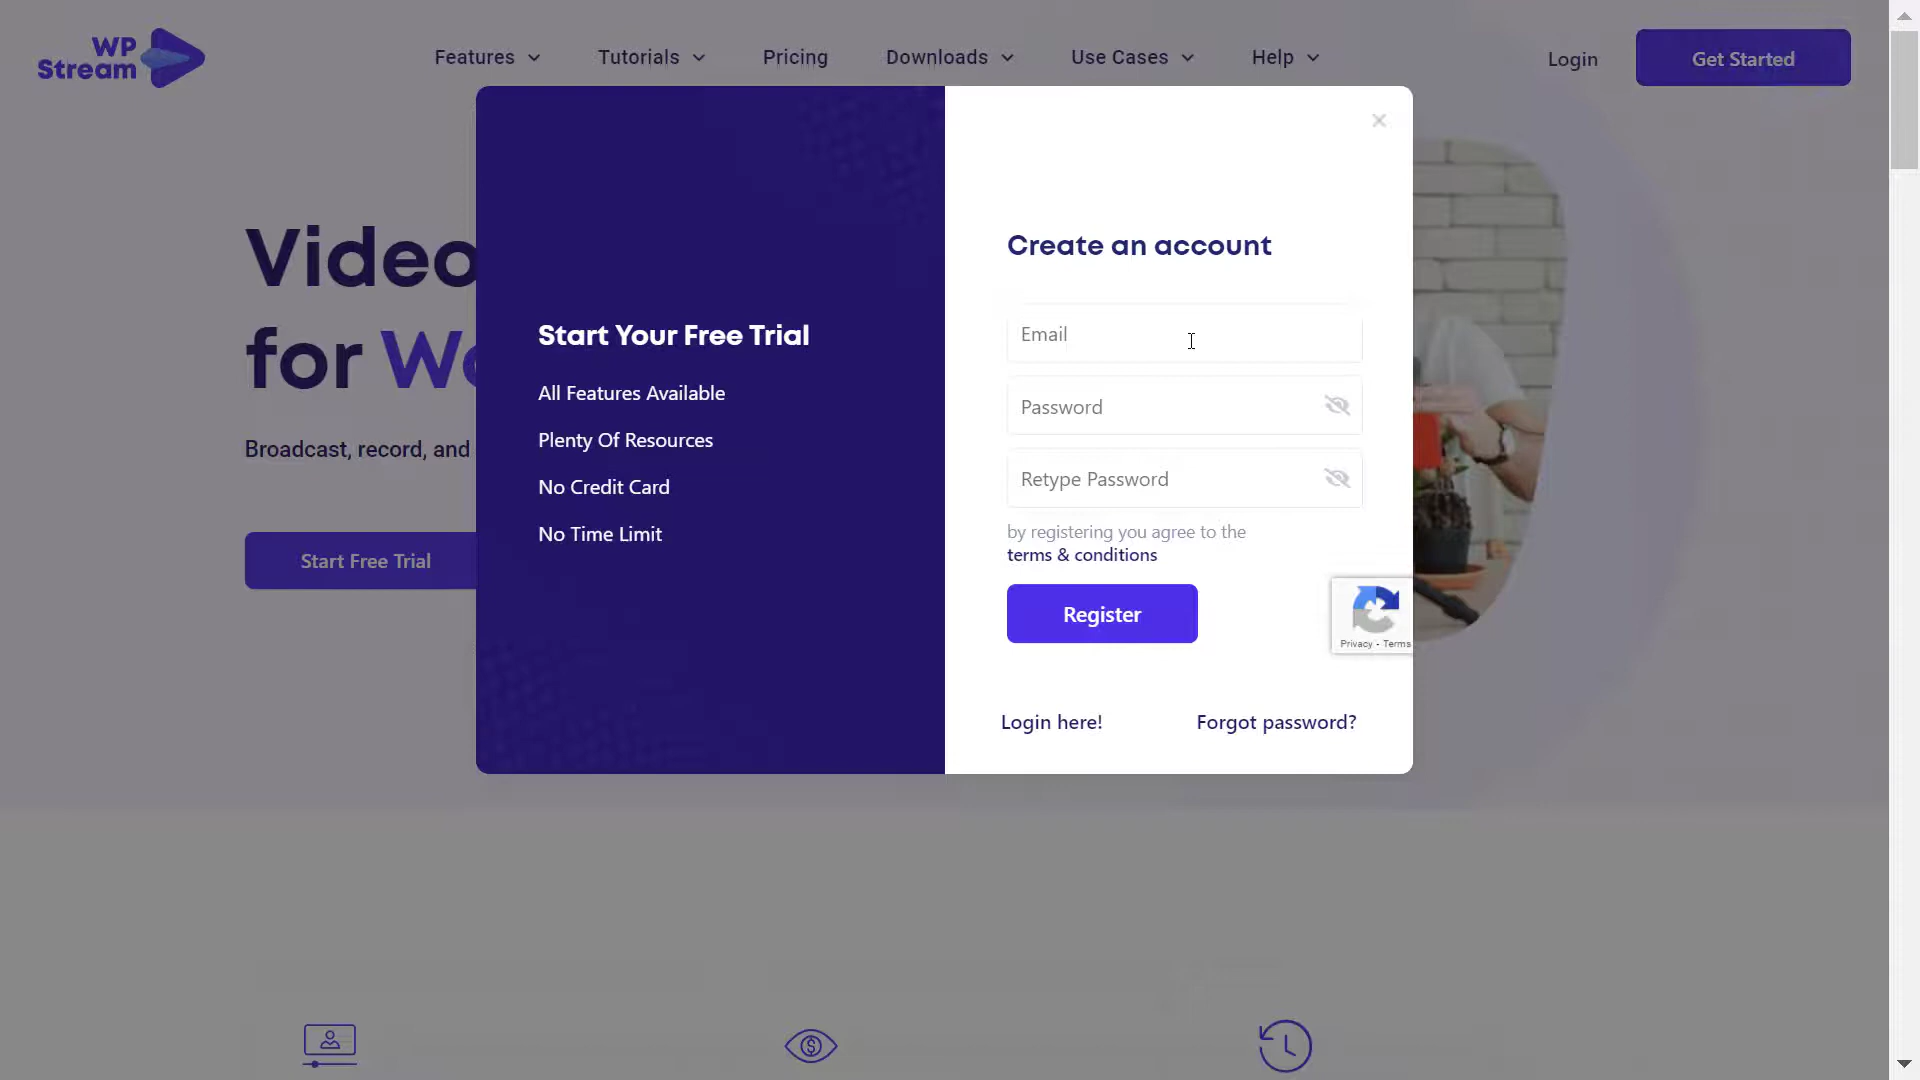 WP
Stream
Features
Tutorials
Pricing
Downloads
Use Cases
Help
Login
Get Started
Video
for
Broadcast, record, and
Start Free Trial
Start Your Free Trial
All Features Available
Plenty Of Resources
No Credit Card
No Time Limit
Create an account
Email
Password
Retype Password
by registering you agree to the
terms & conditions
Register
Privacy - Terms
Login here!
Forgot password?